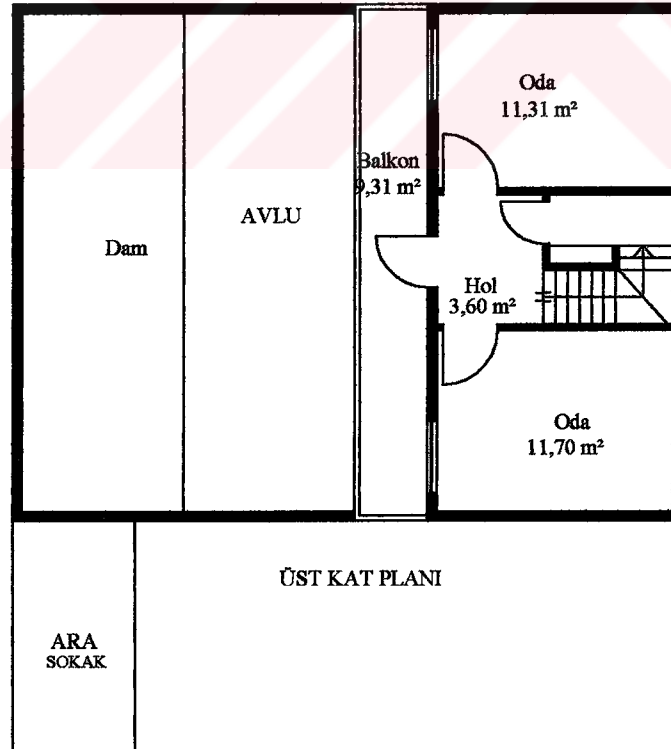 Oda
11,31 m²
Balkon
9,31 m²
AVLU
Dam
Hol
3,60 m²
Oda
11,70 m²
ÜST KAT PLANI
ARA
SOKAK